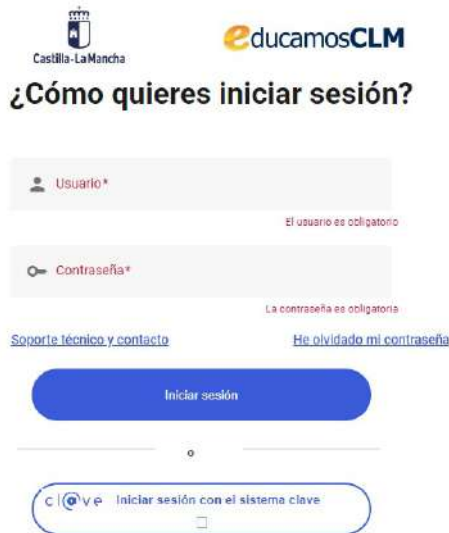 Castilla-La Mancha
educamosCLM
¿Cómo quieres iniciar sesión?
Usuario*
El usuario es obligatorio
Contraseña*
La contraseña es obligatoria
Soporte técnico y contacto He olvidado mi contraseña
Iniciar sesión
o
cl@ve Iniciar sesión con el sistema clave